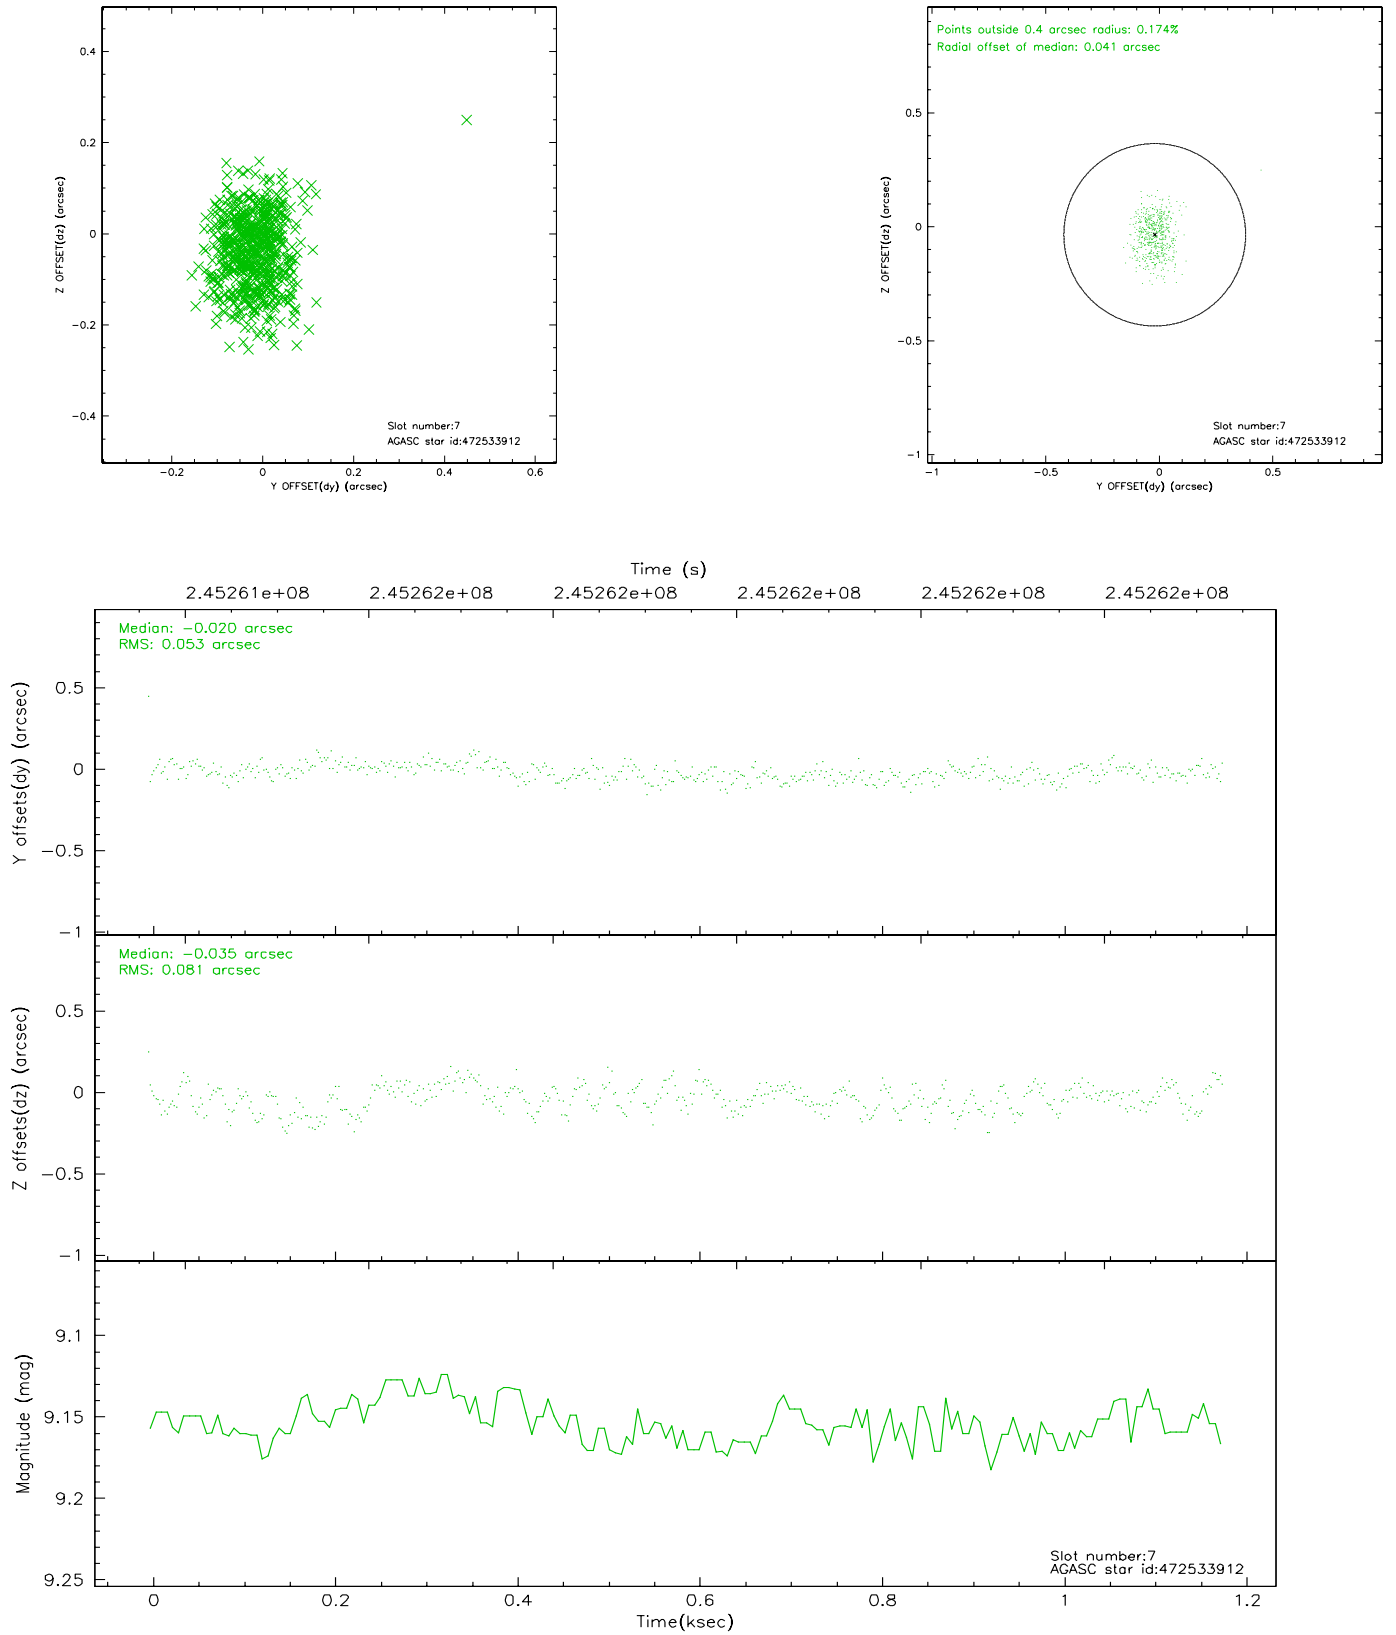 0.4
0.2
0
−0.2
−0.4
Z OFFSET(dz) (arcsec)
Slot number:7
AGASC star id:472533912
−0.2 0 0.2 0.4 0.6
Y OFFSET(dy) (arcsec)
Points outside 0.4 arcsec radius: 0.174%
Radial offset of median: 0.041 arcsec
0.5
0
−0.5
−1
Z OFFSET(dz) (arcsec)
Slot number:7
AGASC star id:472533912
−1 −0.5 0 0.5
Y OFFSET(dy) (arcsec)
Time (s)
2.45261e+08 2.45262e+08 2.45262e+08 2.45262e+08 2.45262e+08 2.45262e+08
Median: −0.020 arcsec
RMS: 0.053 arcsec
0.5
0
−0.5
−1
Y offsets(dy) (arcsec)
Median: −0.035 arcsec
RMS: 0.081 arcsec
0.5
0
−0.5
−1
Z offsets(dz) (arcsec)
9.1
9.15
9.2
9.25
Magnitude (mag)
Slot number:7
AGASC star id:472533912
0 0.2 0.4 0.6 0.8 1 1.2
Time(ksec)